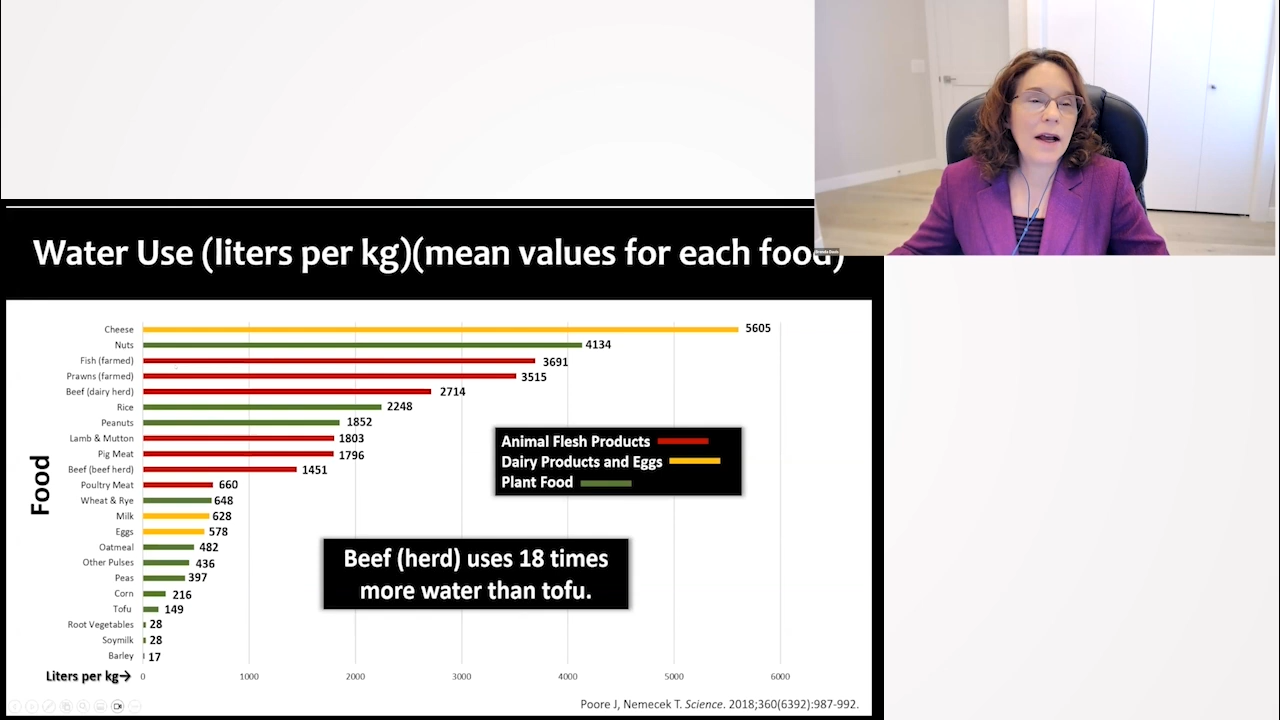 Brenda Davis
Water Use (liters per kg)(mean values for each food)
Food
Cheese 5605
Nuts 4134
Fish (farmed) 3691
Prawns (farmed) 3515
Beef (dairy herd) 2714
Rice 2248
Peanuts 1852
Lamb & Mutton 1803
Pig Meat 1796
Beef (beef herd) 1451
Poultry Meat 660
Wheat & Rye 648
Milk 628
Eggs 578
Oatmeal 482
Other Pulses 436
Peas 397
Corn 216
Tofu 149
Root Vegetables 28
Soymilk 28
Barley 17
Animal Flesh Products
Dairy Products and Eggs
Plant Food
Beef (herd) uses 18 times
more water than tofu.
Liters per kg→ 0 1000 2000 3000 4000 5000 6000
Poore J, Nemecek T. Science. 2018;360(6392):987-992.